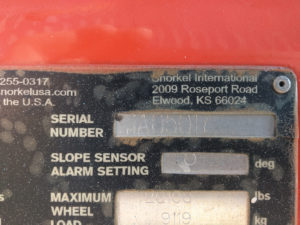 255-0317
norkelusa.com
the U.S.A.
Snorkel International
2009 Roseport Road
Elwood, KS 66024
SERIAL
NUMBER
SLOPE SENSOR
ALARM SETTING
deg
MAXIMUM
WHEEL
LOAD
lbs
kg